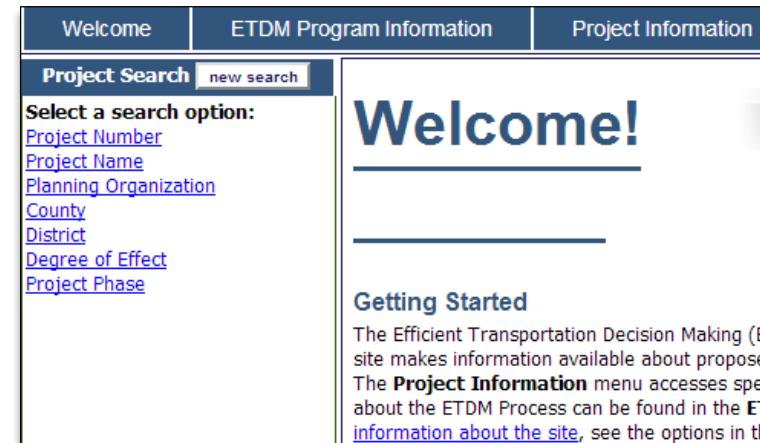 Welcome
ETDM Program Information
Project Information
Project Search new search
Select a search option:
Project Number
Project Name
Planning Organization
County
District
Degree of Effect
Project Phase
Welcome!
Getting Started
The Efficient Transportation Decision Making (
site makes information available about
The Project Information menu accesses
about the ETDM Process can be found in the
information about the site, see the options in